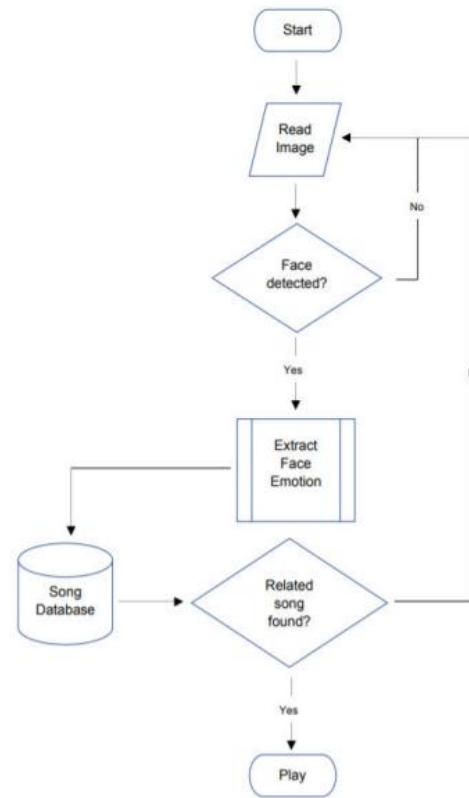 Start
Read
Image
No
Face
detected?
Yes
Extract
Face
Emotion
Song
Database
Related
song
found?
Yes
Play